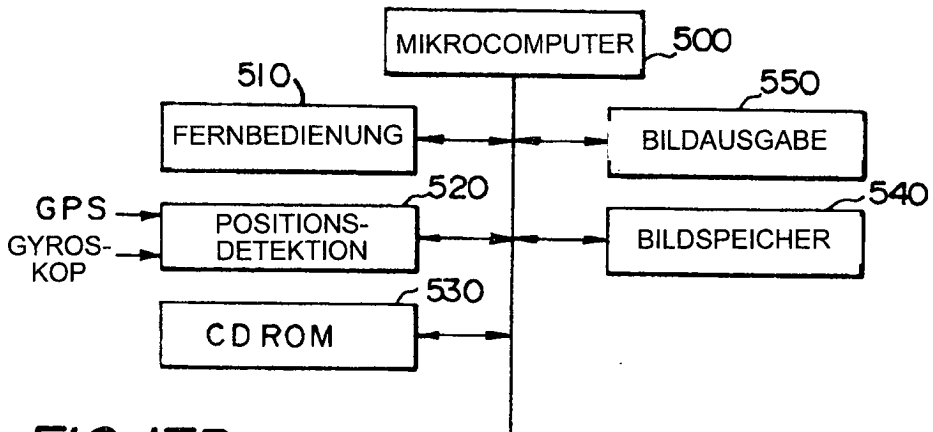 MIKROCOMPUTER
500
510
FERNBEDIENUNG
550
BILDAUSGABE
GPS
GYROS-
KOP
520
POSITIONS-
DETEKTION
540
BILDSPEICHER
530
CD ROM